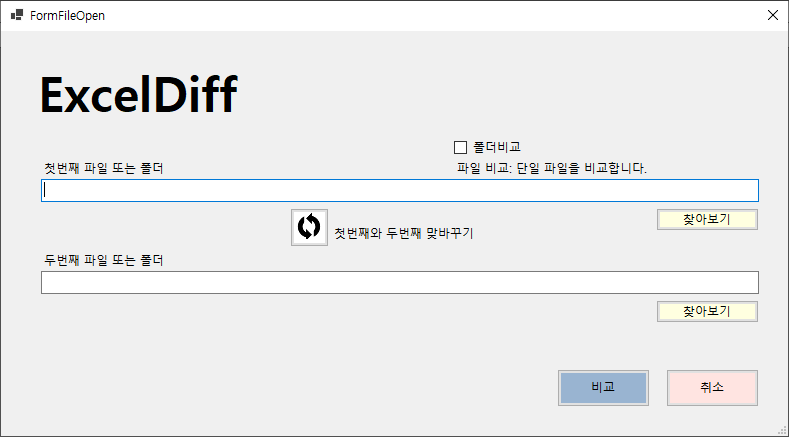 FormFileOpen
ExcelDiff
폴더비교
첫번째 파일 또는 폴더
파일 비교: 단일 파일을 비교합니다.
찾아보기
첫번째와 두번째 맞바꾸기
두번째 파일 또는 폴더
찾아보기
비교
취소